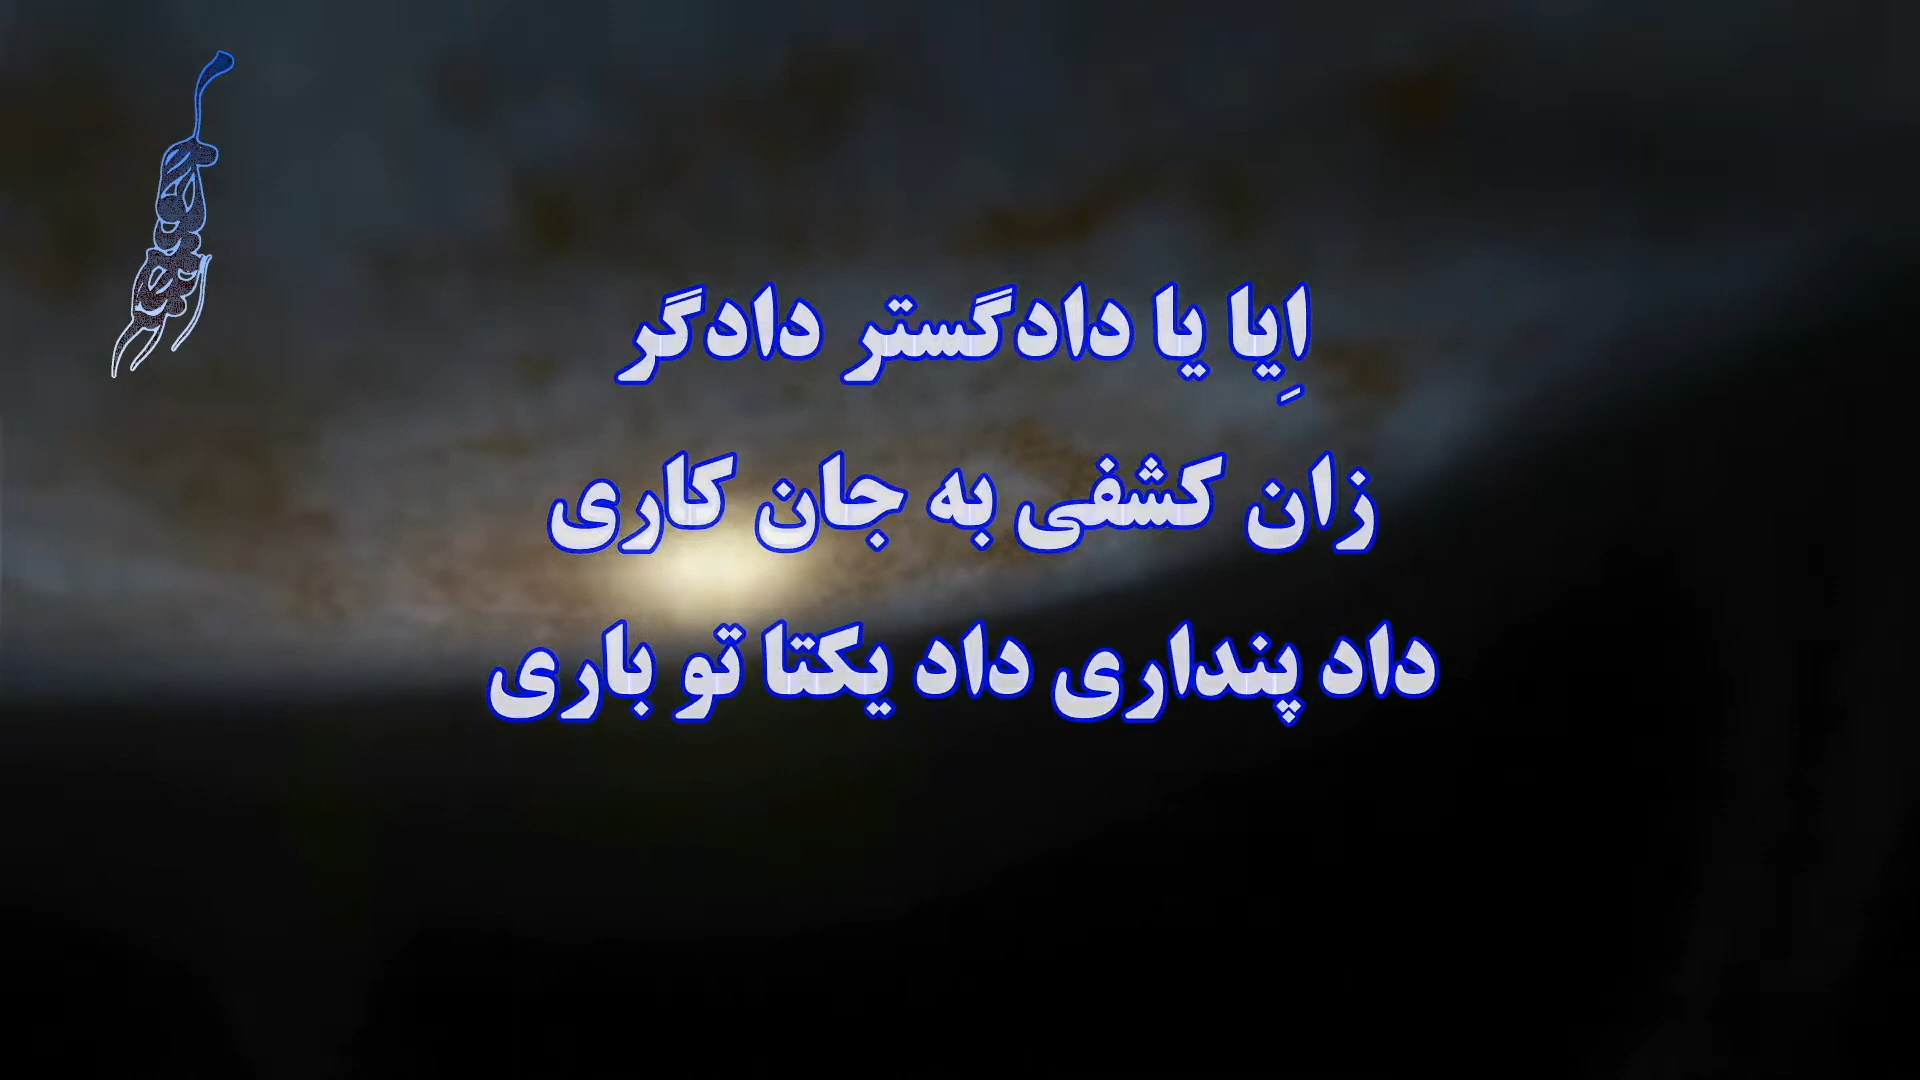 اِیا یا دادگستر دادگر
زان کشفی به جان کاری
داد پنداری داد یکتا تو باری